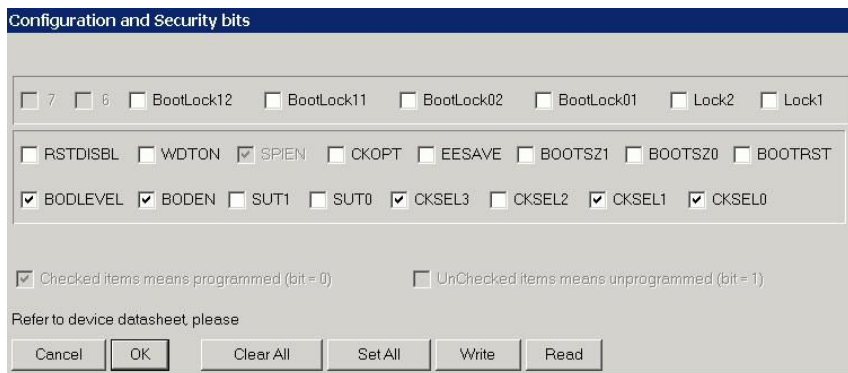 Configuration and Security bits
7 6 BootLock12 BootLock11 BootLock02 BootLock01 Lock2 Lock1
RSTDISBL WDTON SPIEN CKOPT EESAVE BOOTSZ1 BOOTSZ0 BOOTRST
BODLEVEL BODEN SUT1 SUT0 CKSEL3 CKSEL2 CKSEL1 CKSEL0
Checked items means programmed (bit = 0) UnChecked items means unprogrammed (bit = 1)
Refer to device datasheet, please
Cancel OK Clear All Set All Write Read